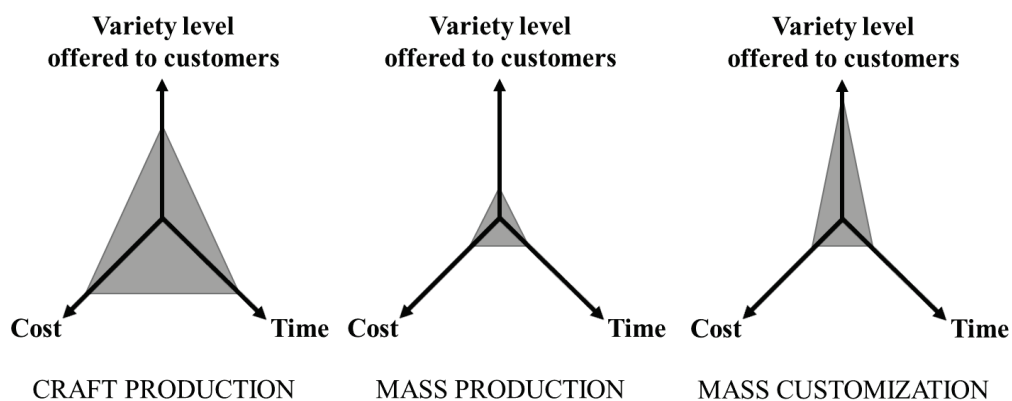 Variety level
offered to customers
Cost
Time
CRAFT PRODUCTION
Variety level
offered to customers
Cost
Time
MASS PRODUCTION
Variety level
offered to customers
Cost
Time
MASS CUSTOMIZATION